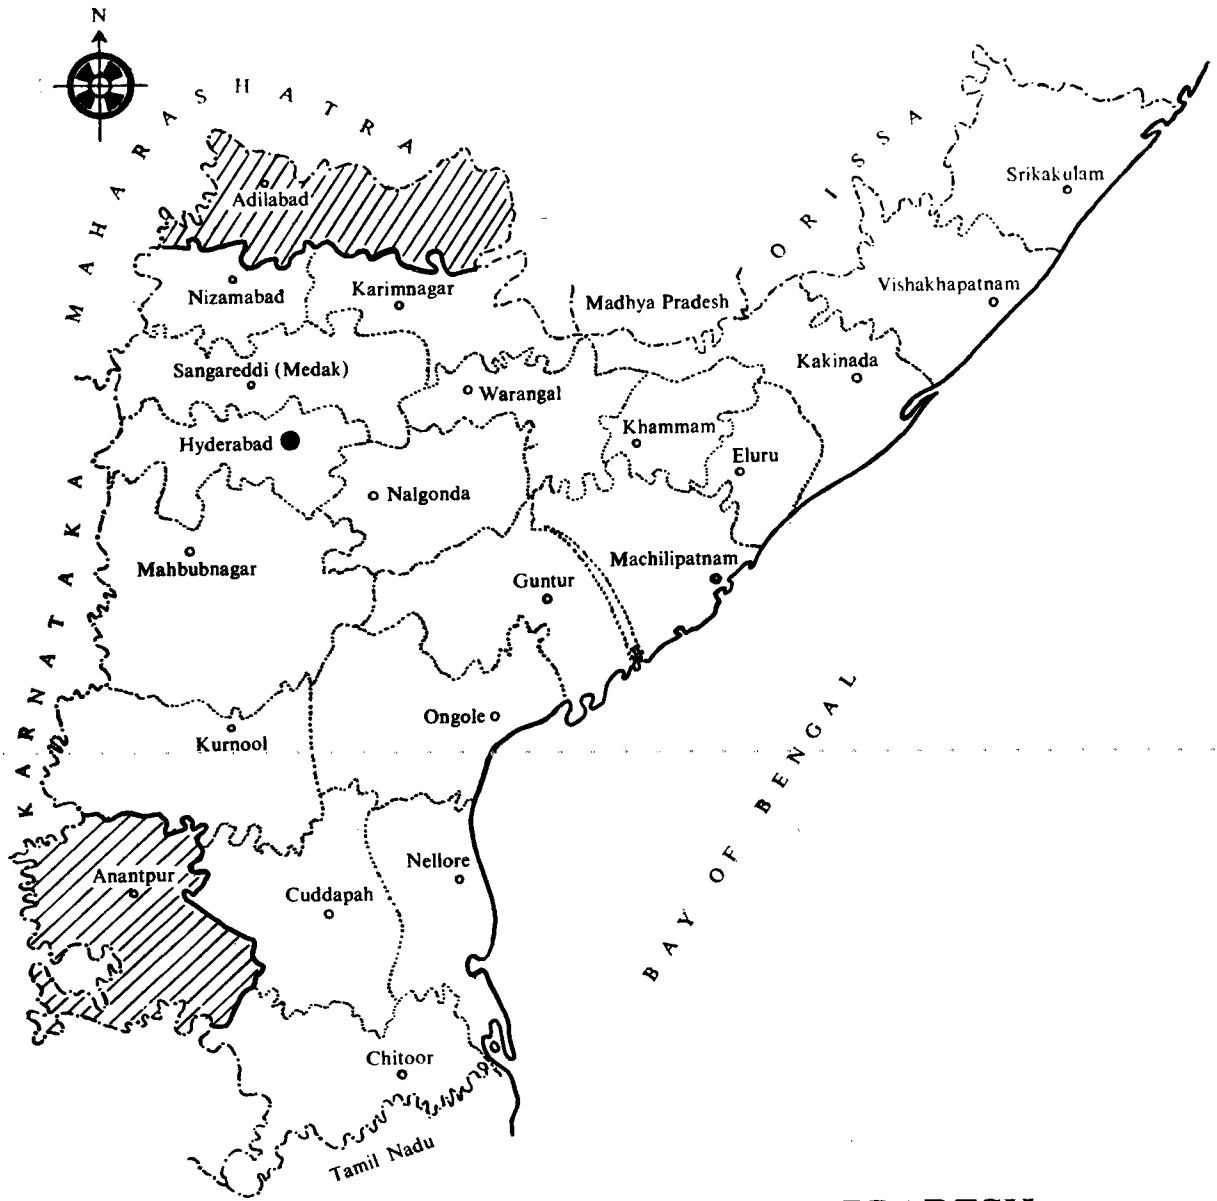 N
MAHARASHTRA
ORISSA
Srikakulam
Adilabad
Vishakhapatnam
Nizamabad
Karimnagar
Madhya Pradesh
Kakinada
Sangareddi (Medak)
Warangal
Khammam
Hyderabad
Eluru
Nalgonda
KARNATAKA
Machilipatnam
Mahbubnagar
Guntur
Ongole
Kurnool
BAY OF BENGAL
Nellore
Anantpur
Cuddapah
Chitoor
Tamil Nadu